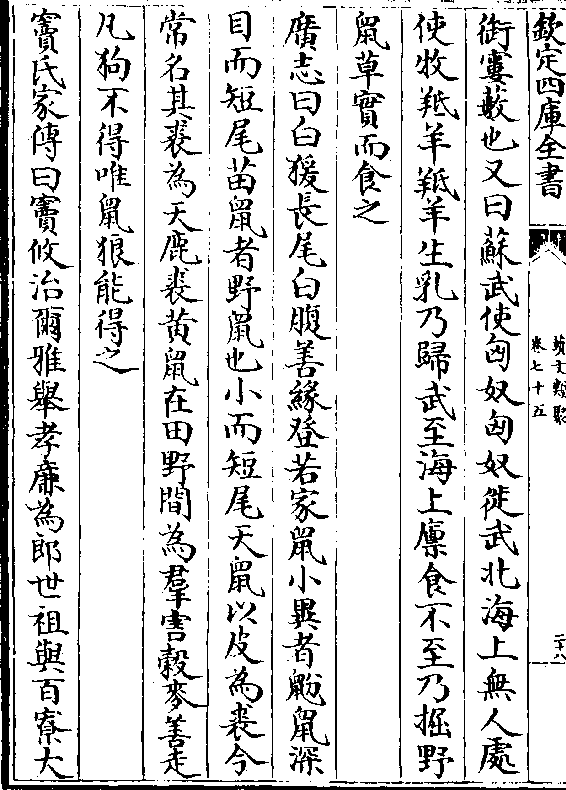 欽定四庫全書
藝文類聚
卷七十五
二十八
銜窶藪也又曰蘇武使匈奴匈奴徙武北海上無人處
使牧羝羊羝羊生乳乃歸武至海上廩食不至乃掘野
鼠草實而食之
廣志曰白猨長尾白腹善緣登若家鼠小異者鼢鼠深
目而短尾苗鼠者野鼠也小而短尾天鼠以皮為裘今
常名其裘為天鹿裘黃鼠在田野間為羣害穀麥善走
凡狗不得唯鼠狼能得之
竇氏家傳曰竇攸治爾雅舉孝廉為郎世祖與百寮大